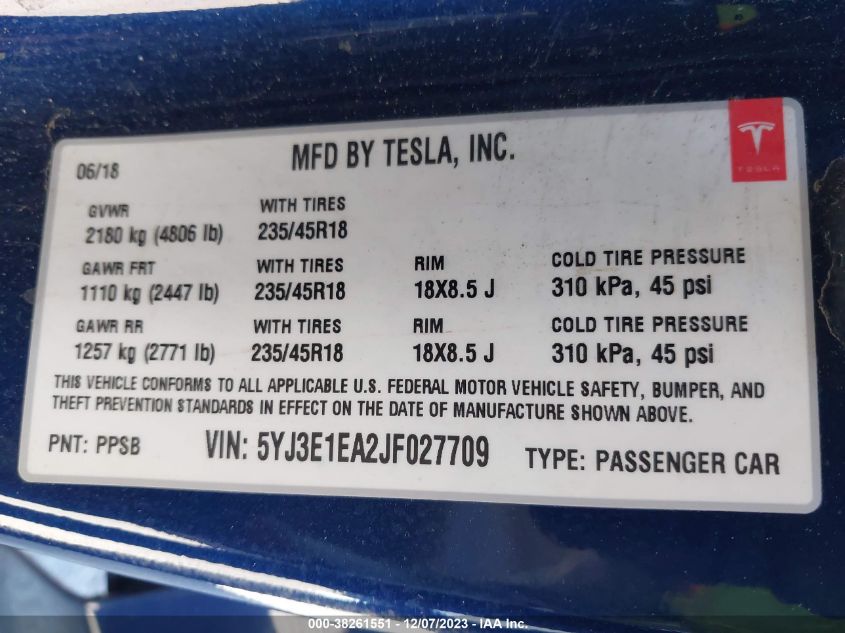 06/18
MFD BY TESLA, INC.
TESLA
GVWR WITH TIRES
2180 kg (4806 lb) 235/45R18
GAWR FRT WITH TIRES RIM COLD TIRE PRESSURE
1110 kg (2447 lb) 235/45R18 18X8.5 J 310 kPa, 45 psi
GAWR RR WITH TIRES RIM COLD TIRE PRESSURE
1257 kg (2771 lb) 235/45R18 18X8.5 J 310 kPa, 45 psi
THIS VEHICLE CONFORMS TO ALL APPLICABLE U.S. FEDERAL MOTOR VEHICLE SAFETY, BUMPER, AND
THEFT PREVENTION STANDARDS IN EFFECT ON THE DATE OF MANUFACTURE SHOWN ABOVE.
PNT: PPSB VIN: 5YJ3E1EA2JF027709 TYPE: PASSENGER CAR
000-38261551 - 12/07/2023 - © IAA Inc.